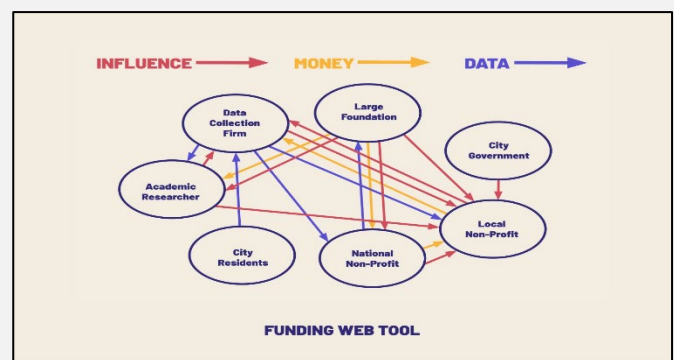 INFLUENCE
MONEY
DATA
Data
Collection
Firm
Large
Foundation
City
Government
Academic
Researcher
Local
Non-Profit
City
Residents
National
Non-Profit
FUNDING WEB TOOL